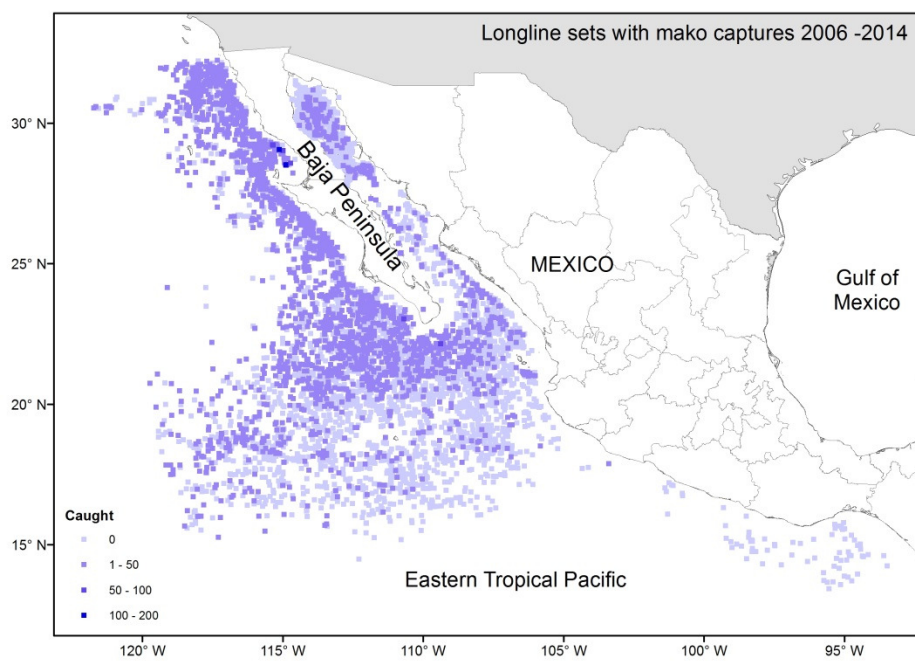 Longline sets with mako captures 2006 -2014
30° N
25° N
20° N
15° N
Baja Peninsula
MEXICO
Gulf of
Mexico
Eastern Tropical Pacific
Caught
0
1 - 50
50 - 100
100 - 200
120° W
115° W
110° W
105° W
100° W
95° W